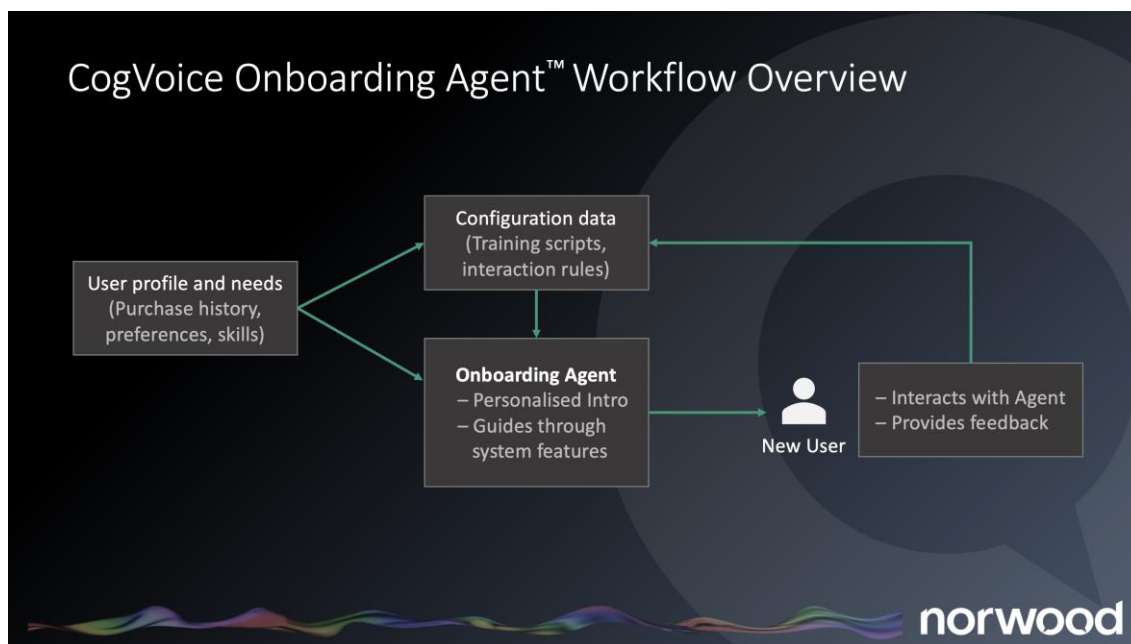 CogVoice Onboarding Agent™ Workflow Overview
User profile and needs
(Purchase history,
preferences, skills)
Configuration data
(Training scripts,
interaction rules)
Onboarding Agent
– Personalised Intro
– Guides through
system features
New User
– Interacts with Agent
– Provides feedback
norwood